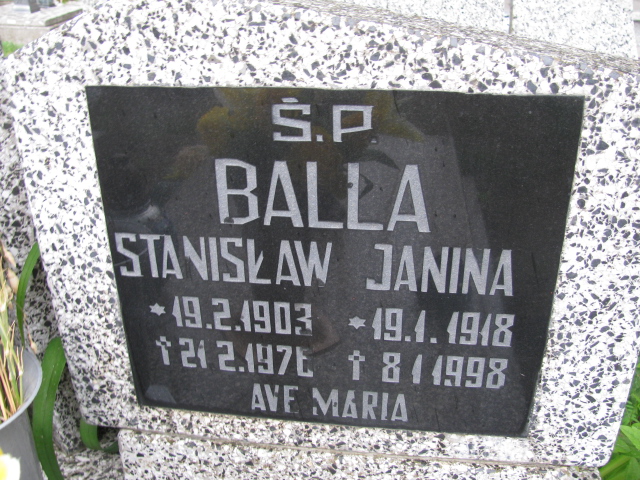 Ś.P.
BALLA
STANISŁAW JANINA
* 19.2.1903 * 19.1.1918
† 21 2.1976 † 8 1 1998
AVE MARIA